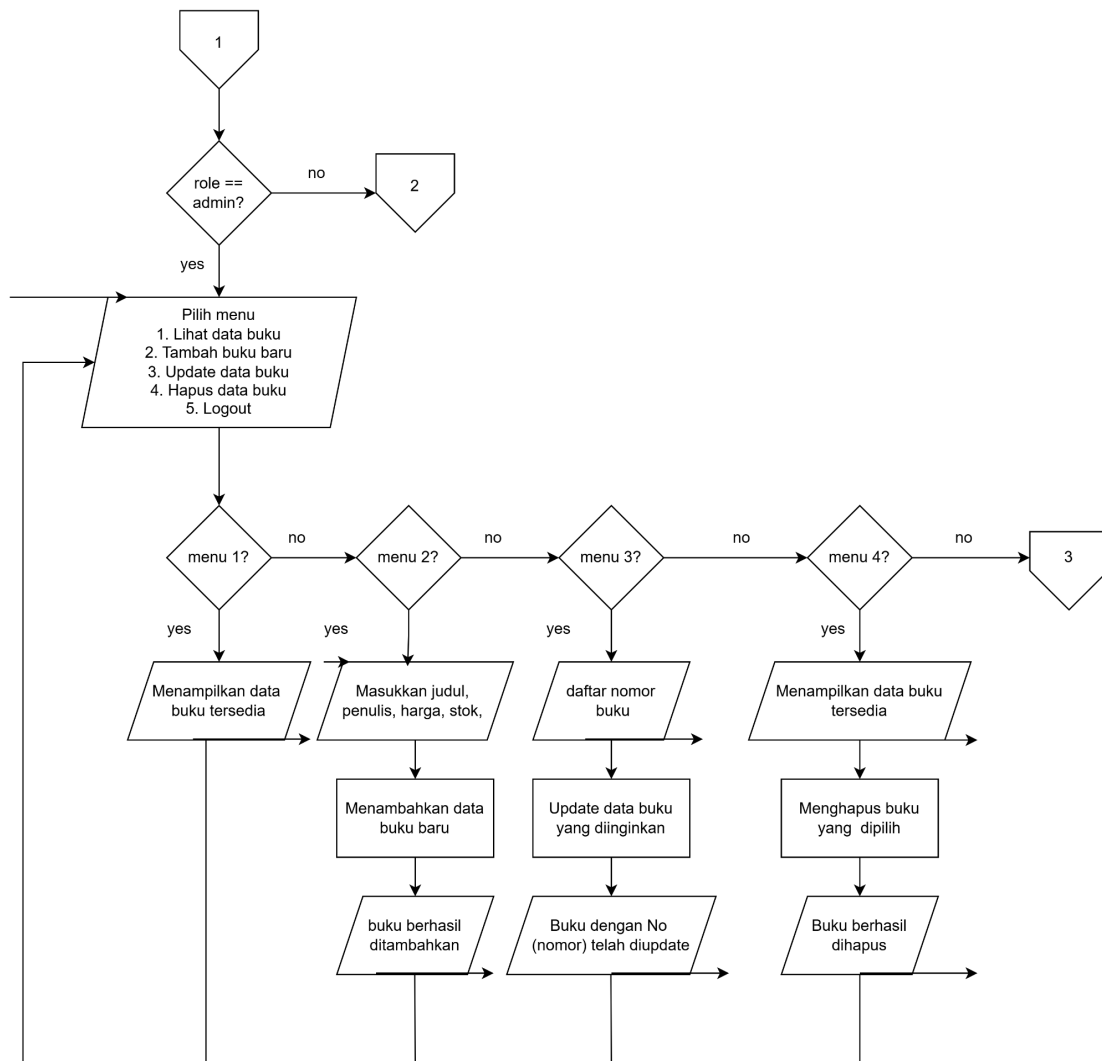 1
role ==
admin?
no
2
yes
Pilih menu
1. Lihat data buku
2. Tambah buku baru
3. Update data buku
4. Hapus data buku
5. Logout
menu 1?
no
menu 2?
no
menu 3?
no
menu 4?
no
3
yes
yes
yes
yes
Menampilkan data
buku tersedia
Masukkan judul,
penulis, harga, stok,
daftar nomor
buku
Menampilkan data buku
tersedia
Menambahkan data
buku baru
Update data buku
yang diinginkan
Menghapus buku
yang  dipilih
buku berhasil
ditambahkan
Buku dengan No
(nomor) telah diupdate
Buku berhasil
dihapus